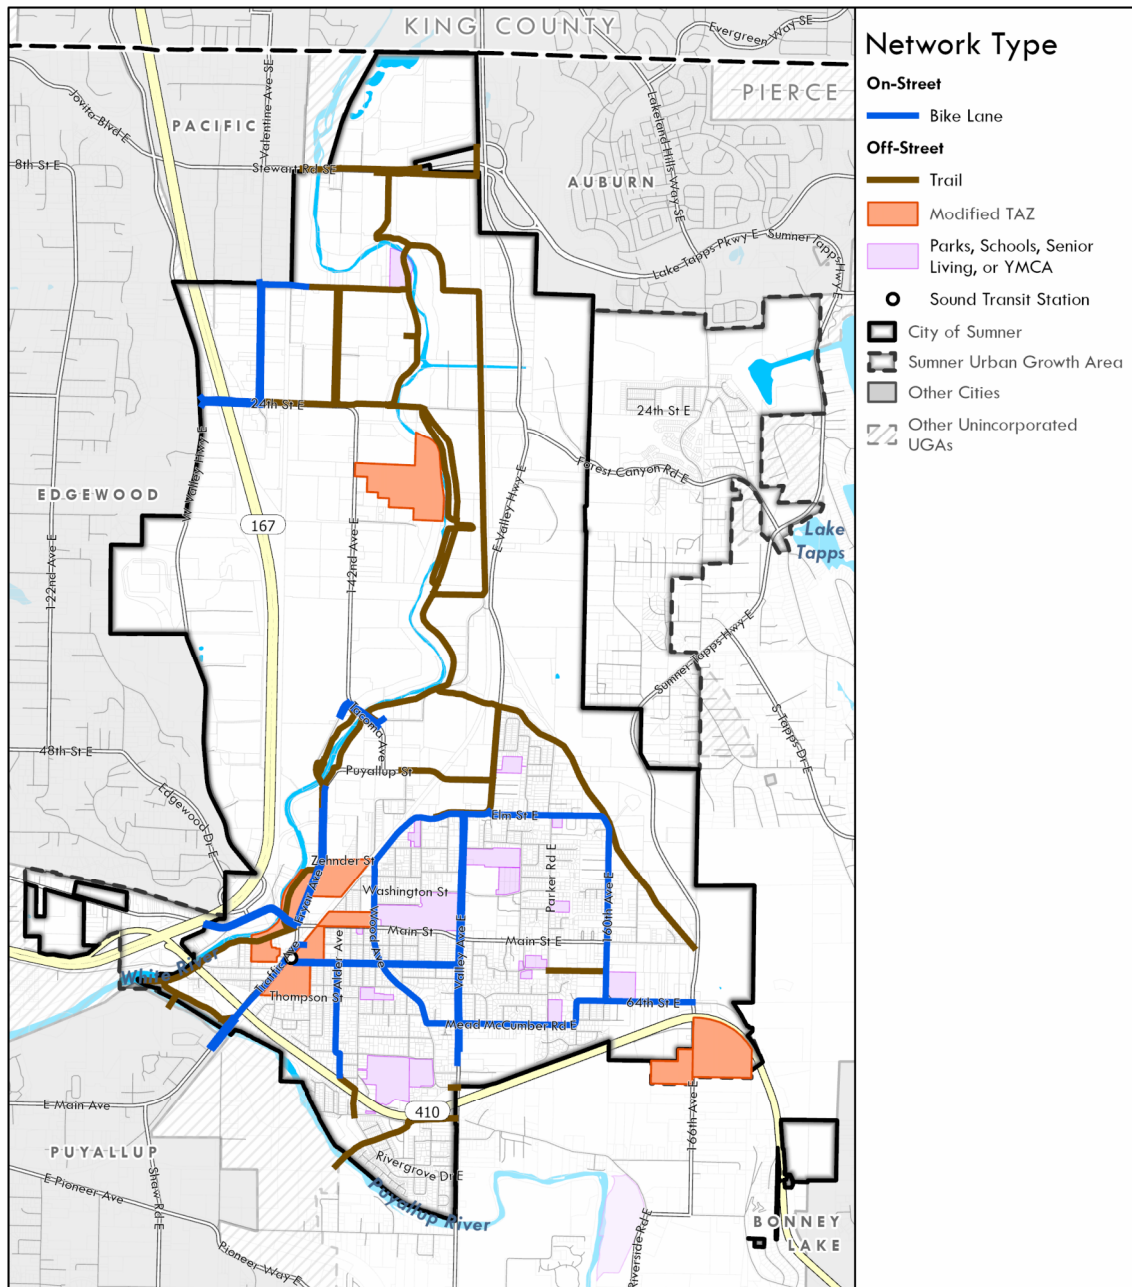 KING COUNTY
Evergreen Way SE
PIERCE
Jovita Blvd E
Valentine Ave SE
PACIFIC
Lakeland Hills Way SE
8th St E
Stewart Rd SE
AUBURN
Lake Tapps Pkwy E
Sumner Tapps Hwy E
24th St E
24th St E
W Valley Hwy E
Forest Canyon Rd E
E Valley Hwy E
EDGEWOOD
167
Lake
Tapps
122nd Ave E
142nd Ave E
Sumner Tapps Hwy E
S Tapps Dr E
Tacoma Ave
48th St E
Puyallup St
Edgewood Dr E
Elm St E
Zehnder St
Parker Rd E
Fryar Ave
Washington St
160th Ave E
Wood Ave
Main St
Main St E
Valley Ave E
Alder Ave
Traffic Ave
White River
Thompson St
64th St E
Mead McCumber Rd E
E Main Ave
410
166th Ave E
PUYALLUP
Rivergrove Dr E
E Pioneer Ave
Shaw Rd E
Puyallup River
Pioneer Way E
Riverside Rd E
BONNEY
LAKE
Network Type
On-Street
Bike Lane
Off-Street
Trail
Modified TAZ
Parks, Schools, Senior
Living, or YMCA
Sound Transit Station
City of Sumner
Sumner Urban Growth Area
Other Cities
Other Unincorporated
UGAs